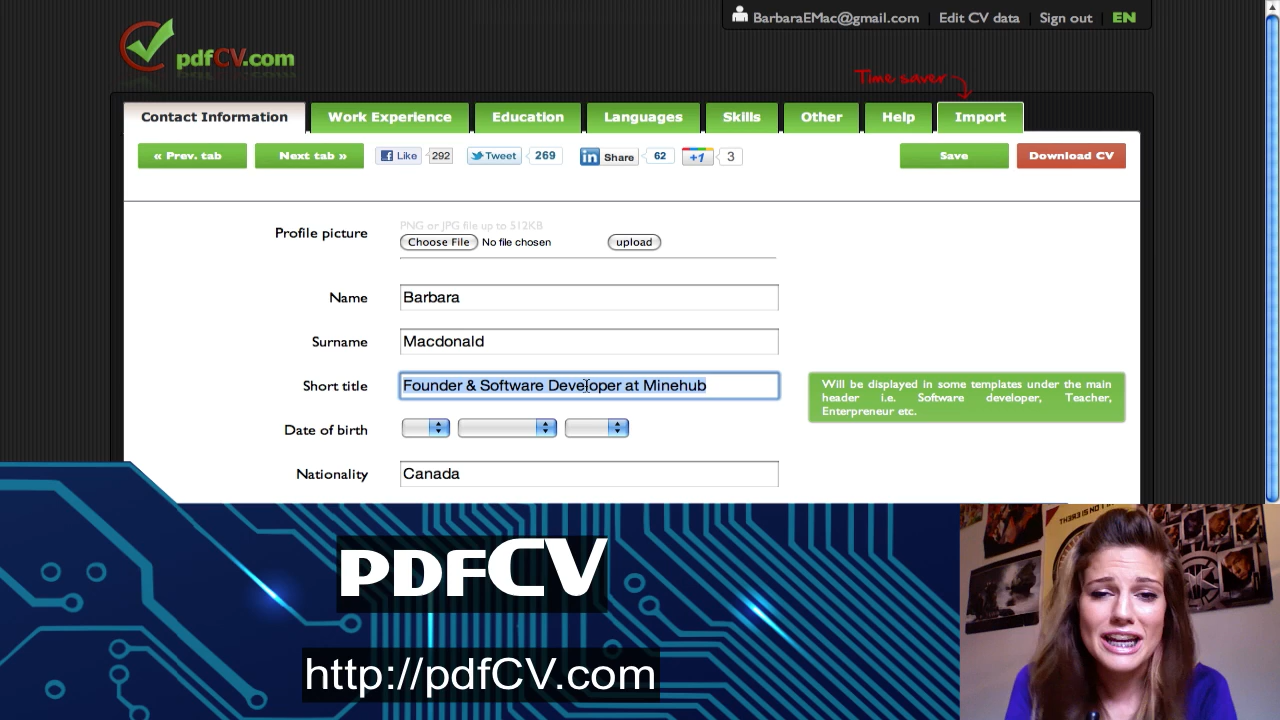 BarbaraEMac@gmail.com | Edit CV data | Sign out | EN
pdfCV.com
Time saver
Contact Information Work Experience Education Languages Skills Other Help Import
« Prev. tab Next tab » Like 292 Tweet 269 in Share 62 +1 3 Save Download CV
PNG or JPG file up to 512KB
Profile picture Choose File No file chosen upload
Name Barbara
Surname Macdonald
Short title Founder & Software Developer at Minehub
Will be displayed in some templates under the main
header i.e. Software developer, Teacher,
Enterpreneur etc.
Date of birth
Nationality Canada
PDFCV
http://pdfCV.com